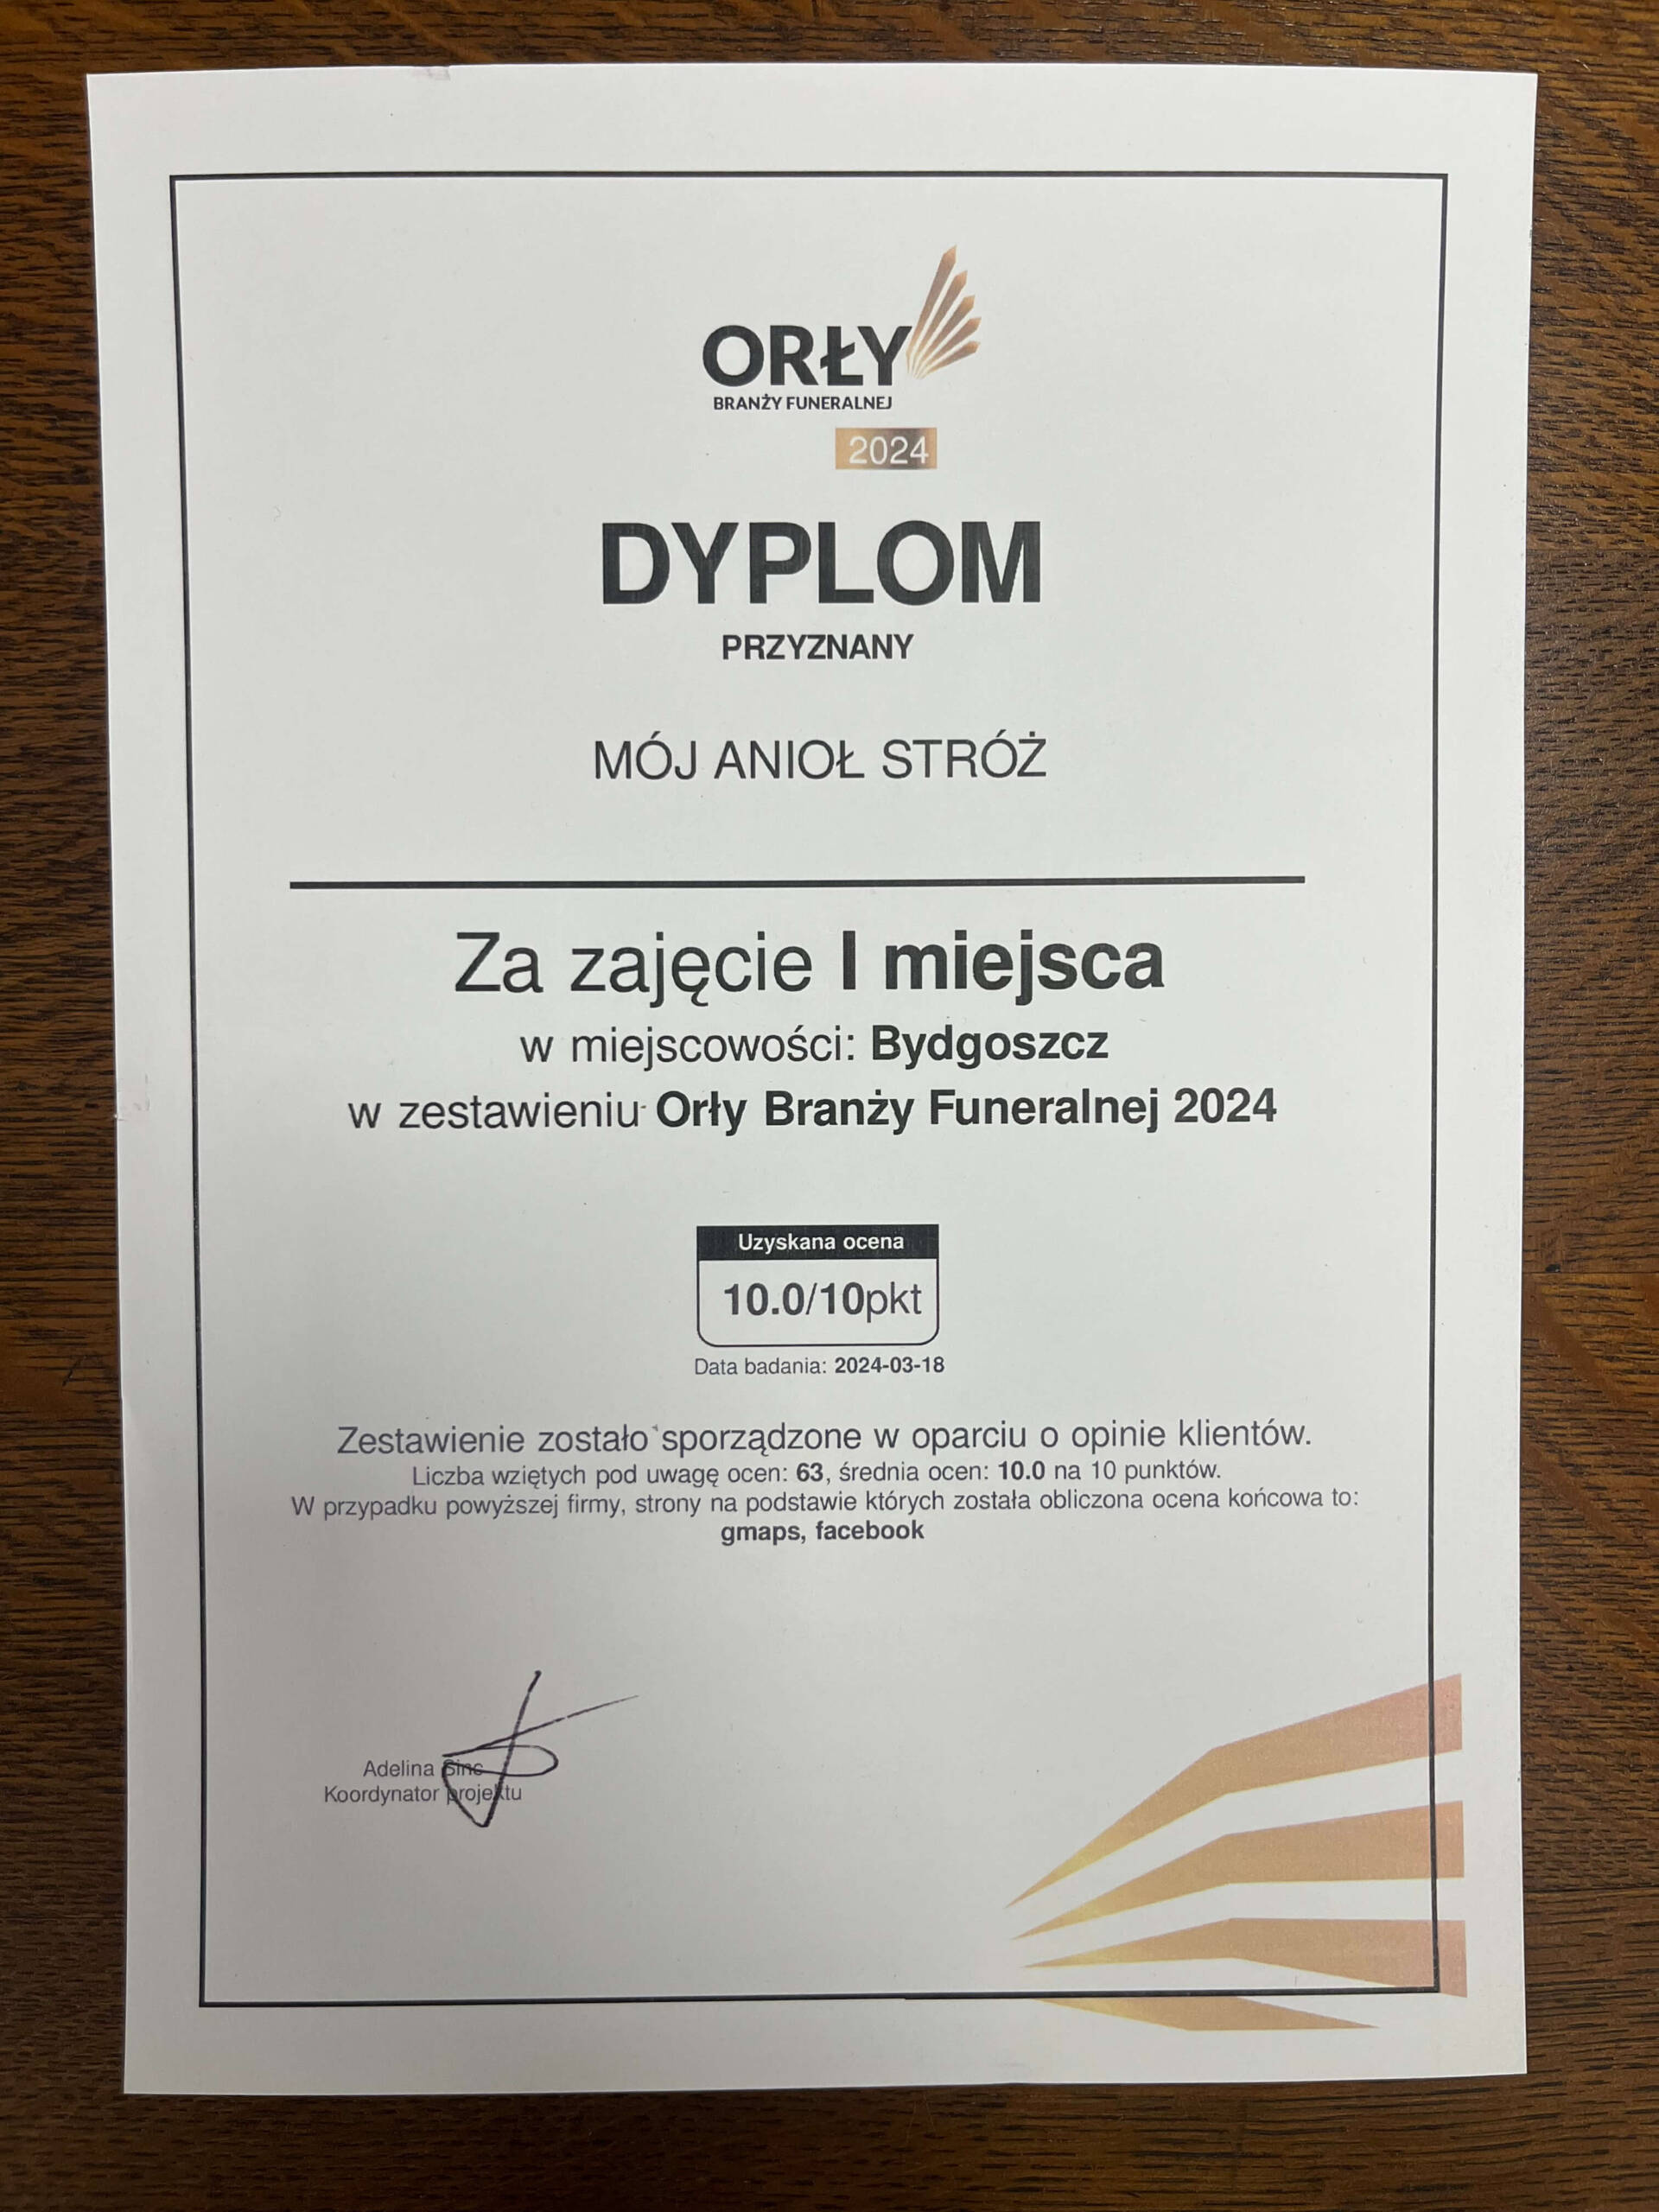 ORŁY
BRANŻY FUNERALNEJ
2024
DYPLOM
PRZYZNANY
MÓJ ANIOŁ STRÓŻ
Za zajęcie I miejsca
w miejscowości: Bydgoszcz
w zestawieniu Orły Branży Funeralnej 2024
Uzyskana ocena
10.0/10pkt
Data badania: 2024-03-18
Zestawienie zostało sporządzone w oparciu o opinie klientów.
Liczba wziętych pod uwagę ocen: 63, średnia ocen: 10.0 na 10 punktów.
W przypadku powyższej firmy, strony na podstawie których została obliczona ocena końcowa to:
gmaps, facebook
Adelina
Koordynator projektu